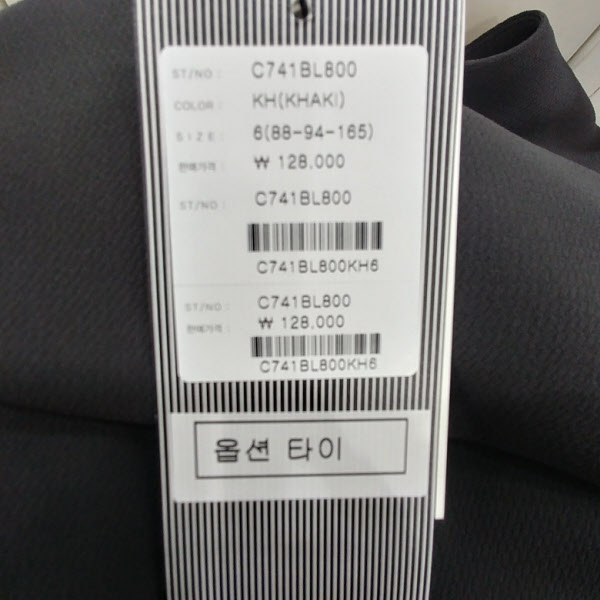 ST/NO : C741BL800
COLOR : KH(KHAKI)
SIZE : 6(88-94-165)
판매가격 : ₩ 128,000
ST/NO : C741BL800
C741BL800KH6
ST/NO : C741BL800
판매가격 : ₩ 128,000
C741BL800KH6
옵션 타이